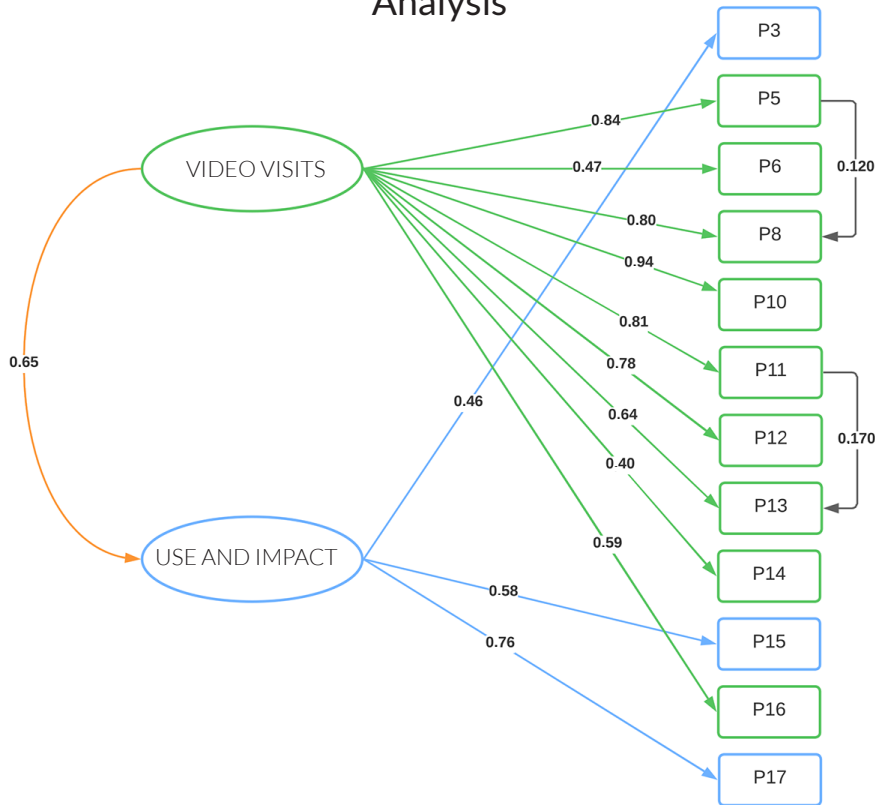 Analysis
P3
P5
0.84
VIDEO VISITS
0.47
P6
0.120
0.80
P8
0.94
P10
0.81
0.65
0.78
P11
0.46
0.64
P12
0.170
0.40
P13
0.59
USE AND IMPACT
P14
0.58
0.76
P15
P16
P17